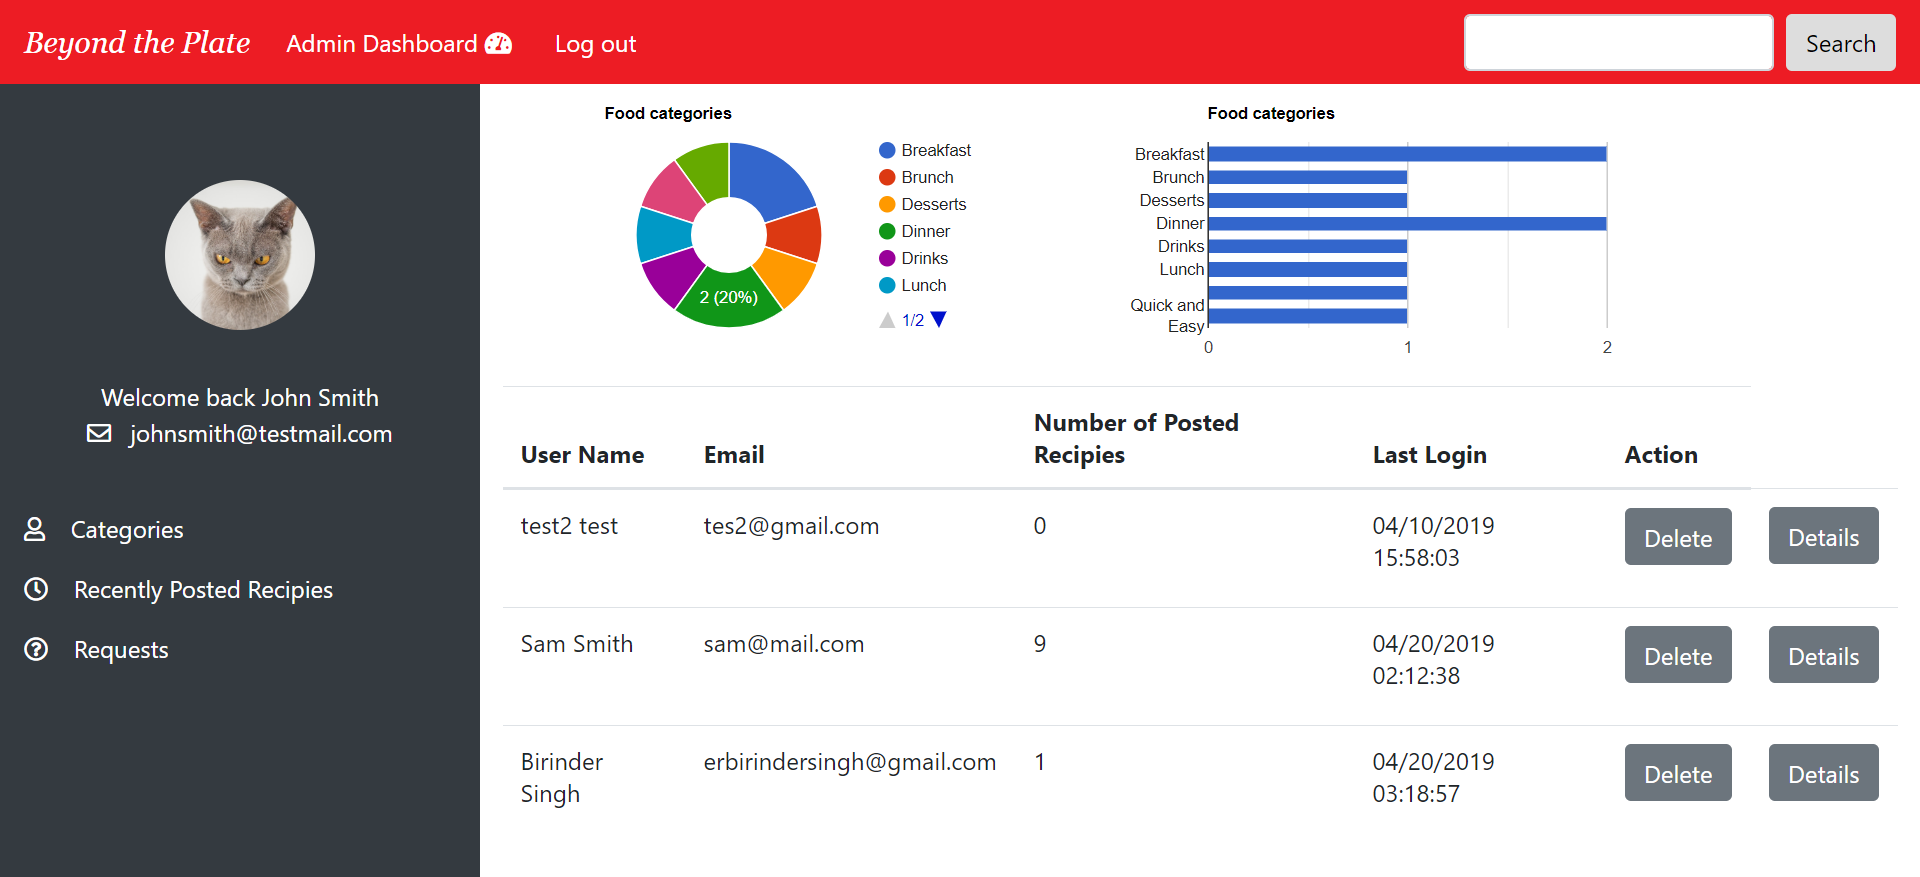 Beyond the Plate
Admin Dashboard
Log out
Search
Welcome back John Smith
johnsmith@testmail.com
Categories
Recently Posted Recipies
Requests
Food categories
2 (20%)
Breakfast
Brunch
Desserts
Dinner
Drinks
Lunch
1/2
Food categories
Breakfast
Brunch
Desserts
Dinner
Drinks
Lunch
Quick and
Easy
0 1 2
User Name Email Number of Posted
Recipies Last Login Action
test2 test tes2@gmail.com 0 04/10/2019
15:58:03
Delete Details
Sam Smith sam@mail.com 9 04/20/2019
02:12:38
Delete Details
Birinder
Singh erbirindersingh@gmail.com 1 04/20/2019
03:18:57
Delete Details